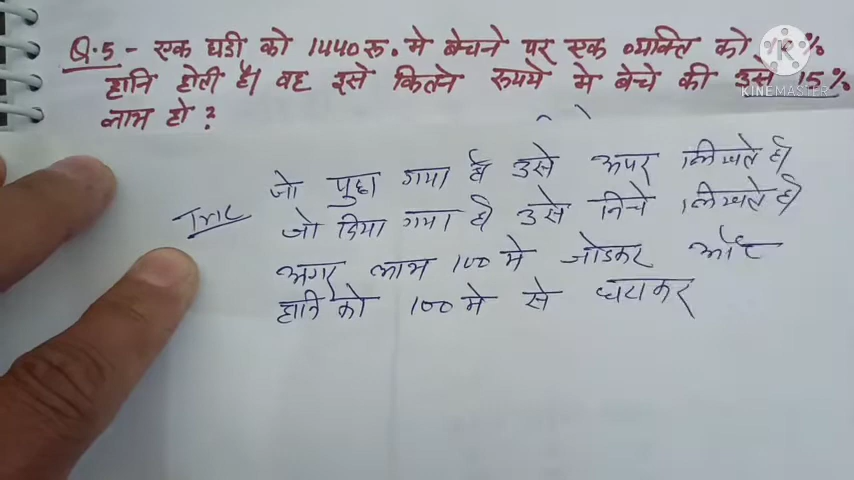 Q.5 - एक घडी को 1440 रू. मे बेचने पर एक व्यक्ति को %
हानि होती है। वह इसे कितने रूपये मे बेचे की उसे 15%
KINEMASTER
लाभ हो ?
जो पुछा गया है उसे ऊपर लिखते है।
Tric जो दिया गया है। उसे निचे लिखते है।
अगर लाभ 100 मे जोडकर और
हानि को 100 मे से घटाकर